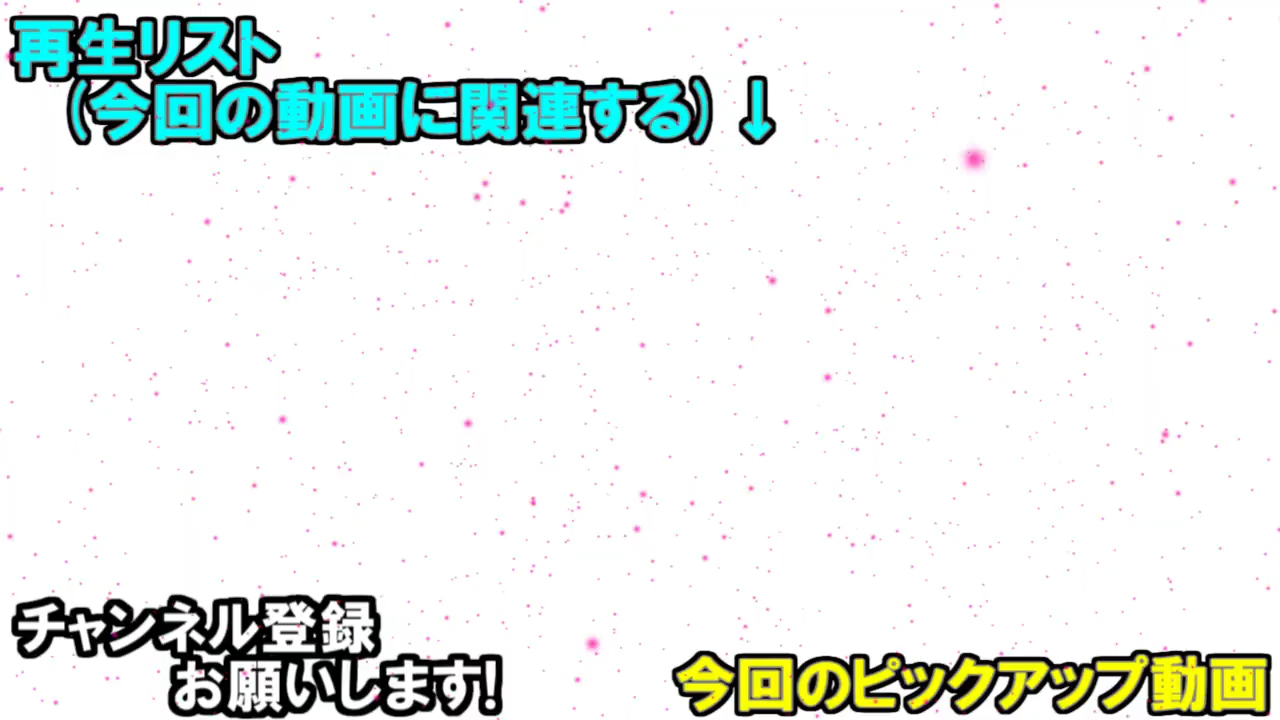 再生リスト
(今回の動画に関連する)↓
チャンネル登録
お願いします!
今回のピックアップ動画